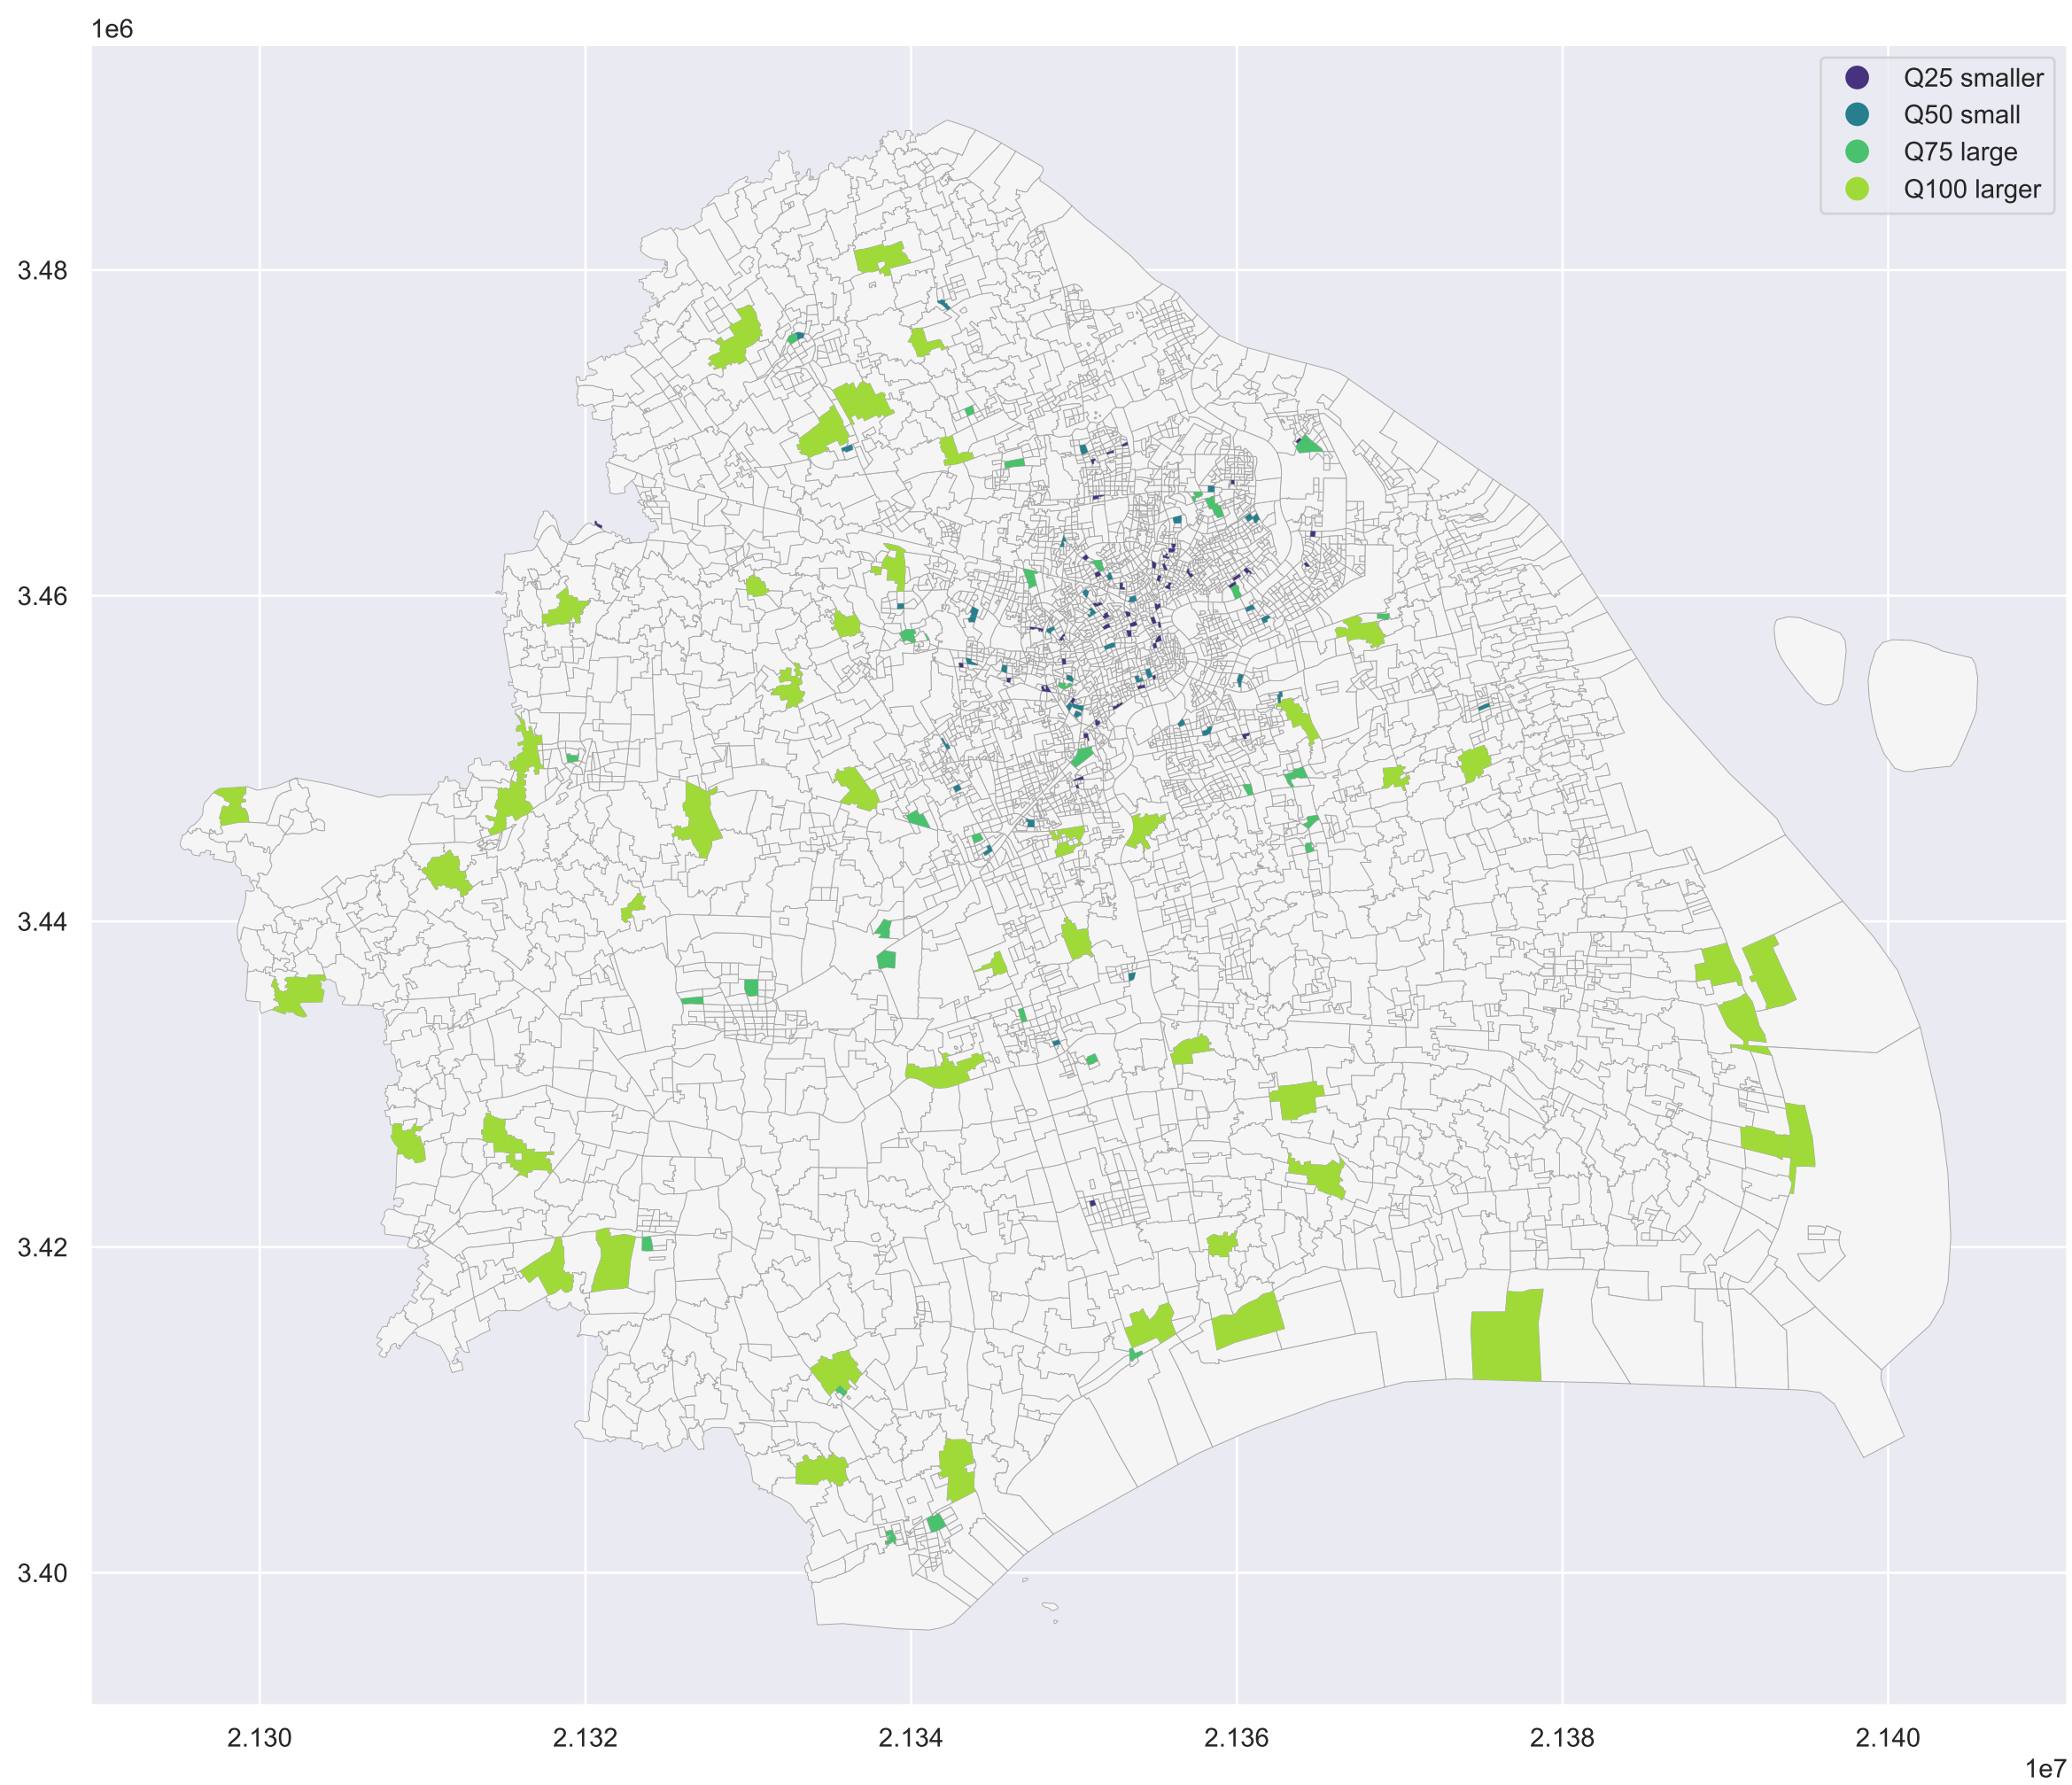 1e6
Q25 smaller
Q50 small
Q75 large
Q100 larger
3.48
3.46
3.44
3.42
3.40
2.130 2.132 2.134 2.136 2.138 2.140
1e7